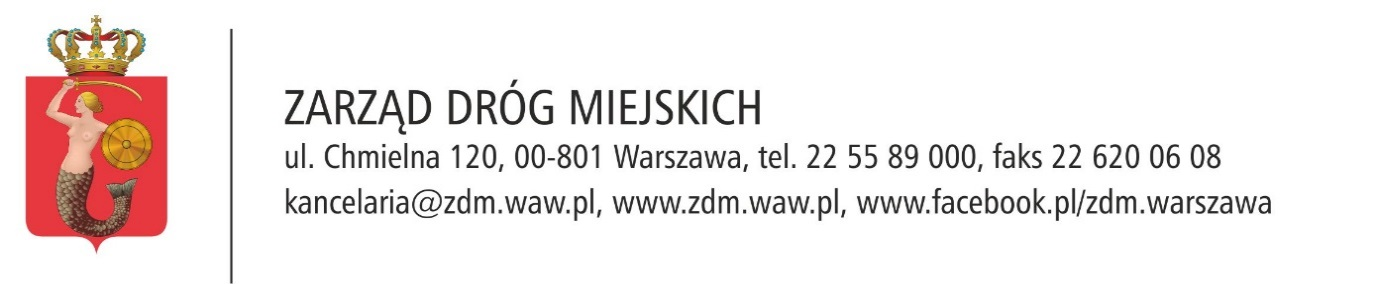 ZARZĄD DRÓG MIEJSKICH
ul. Chmielna 120, 00-801 Warszawa, tel. 22 55 89 000, faks 22 620 06 08
kancelaria@zdm.waw.pl, www.zdm.waw.pl, www.facebook.pl/zdm.warszawa